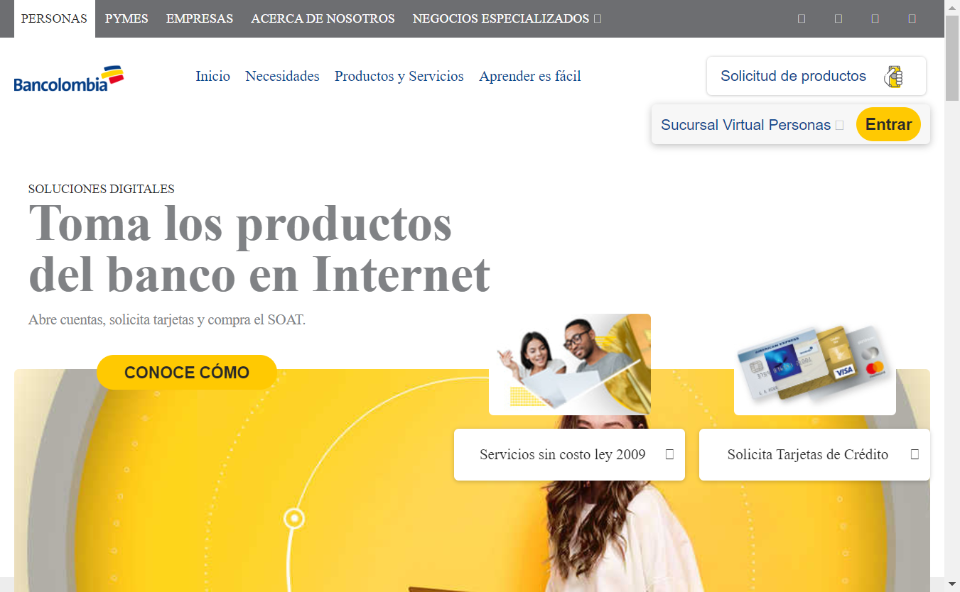 PERSONAS PYMES EMPRESAS ACERCA DE NOSOTROS NEGOCIOS ESPECIALIZADOS
Bancolombia
Inicio Necesidades Productos y Servicios Aprender es fácil
Solicitud de productos
Sucursal Virtual Personas Entrar
SOLUCIONES DIGITALES
Toma los productos
del banco en Internet
Abre cuentas, solicita tarjetas y compra el SOAT.
CONOCE CÓMO
VISA
Servicios sin costo ley 2009
Solicita Tarjetas de Crédito